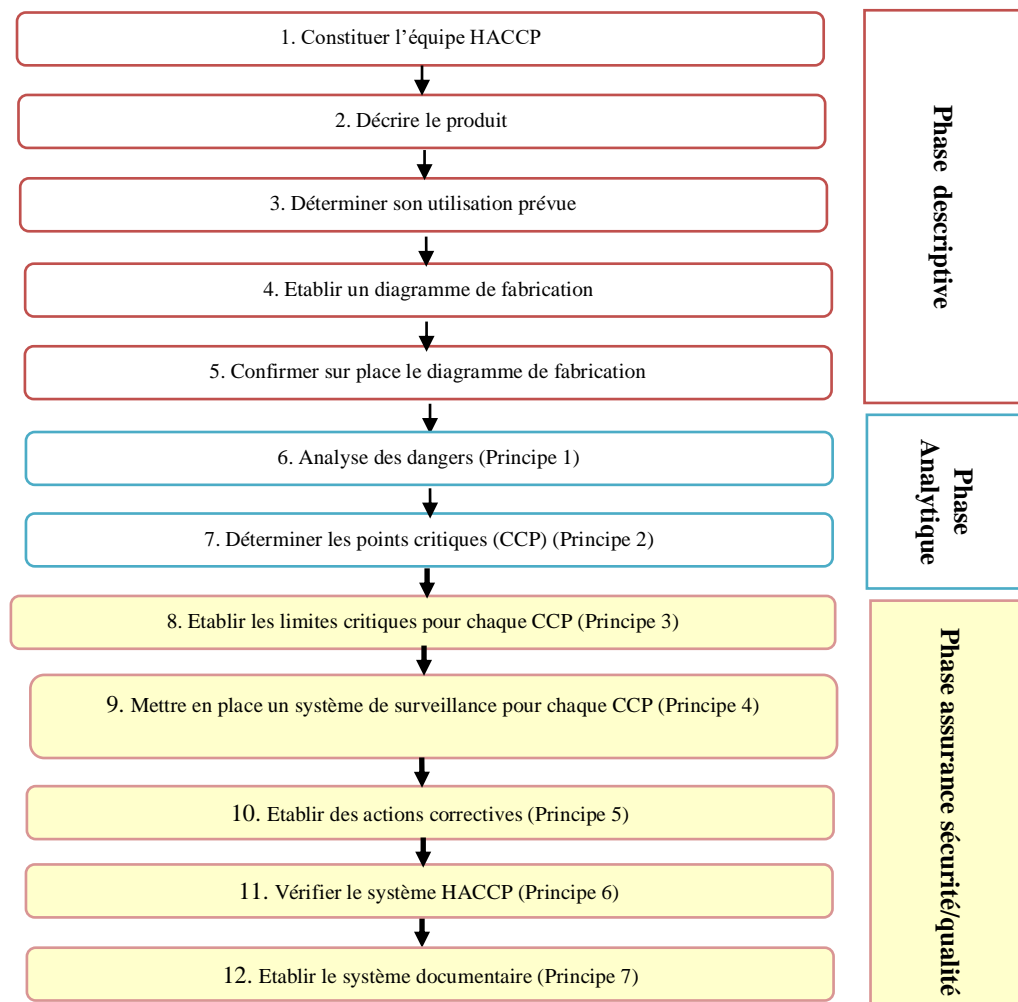 1. Constituer l’équipe HACCP
2. Décrire le produit
3. Déterminer son utilisation prévue
4. Etablir un diagramme de fabrication
5. Confirmer sur place le diagramme de fabrication
Phase descriptive
6. Analyse des dangers (Principe 1)
7. Déterminer les points critiques (CCP) (Principe 2)
Phase
Analytique
8. Etablir les limites critiques pour chaque CCP (Principe 3)
9. Mettre en place un système de surveillance pour chaque CCP (Principe 4)
10. Etablir des actions correctives (Principe 5)
11. Vérifier le système HACCP (Principe 6)
12. Etablir le système documentaire (Principe 7)
Phase assurance sécurité/qualité